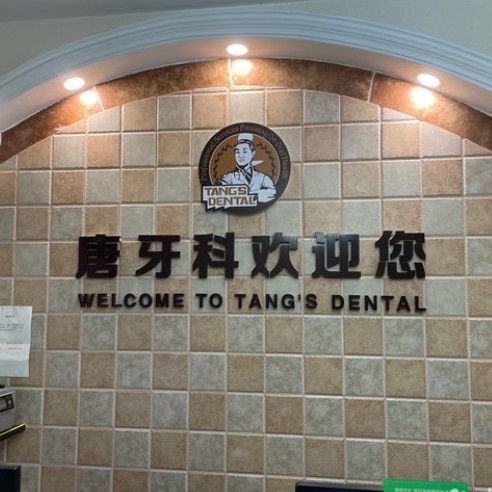 TANG'S
DENTAL
唐牙科欢迎您
WELCOME TO TANG'S DENTAL